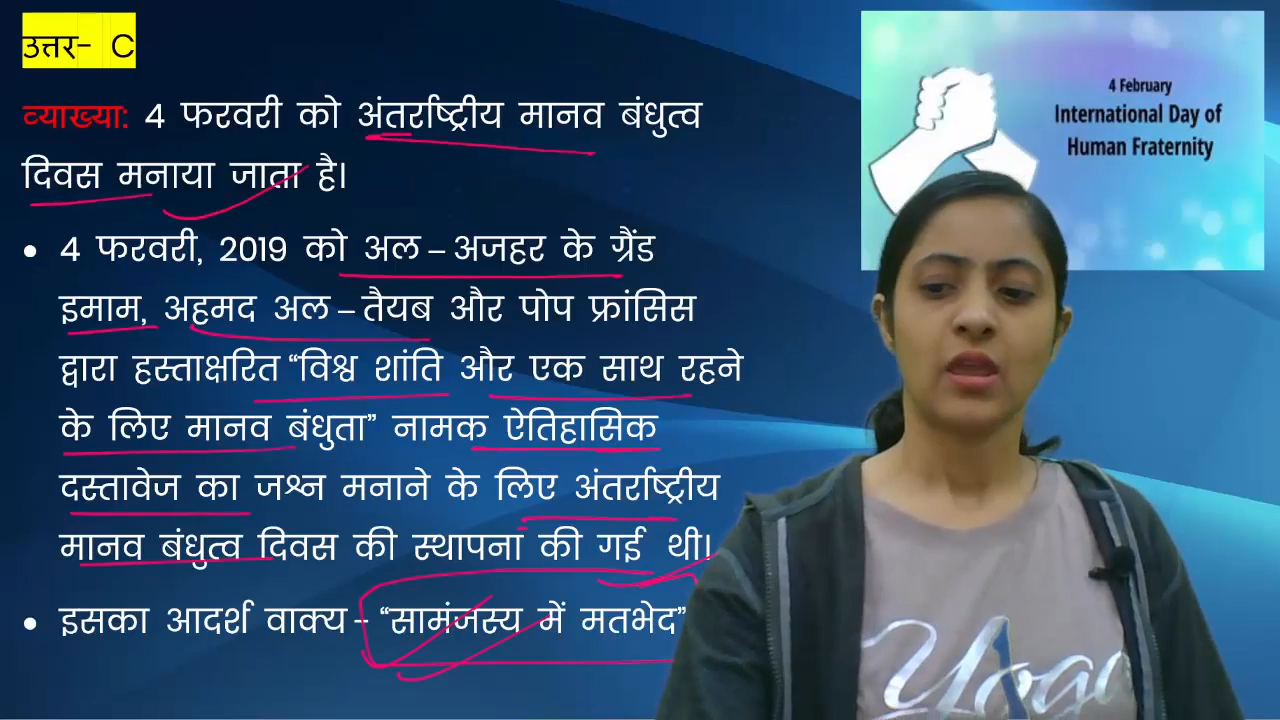 उत्तर- C
4 February
International Day of
Human Fraternity
व्याख्या: 4 फरवरी को अंतर्राष्ट्रीय मानव बंधुत्व
दिवस मनाया जाता है।
• 4 फरवरी, 2019 को अल – अजहर के ग्रैंड
इमाम, अहमद अल – तैयब और पोप फ्रांसिस
द्वारा हस्ताक्षरित “विश्व शांति और एक साथ रहने
के लिए मानव बंधुता” नामक ऐतिहासिक
दस्तावेज का जश्न मनाने के लिए अंतर्राष्ट्रीय
मानव बंधुत्व दिवस की स्थापना की गई थी।
• इसका आदर्श वाक्य - “सामंजस्य में मतभेद”
Yoga